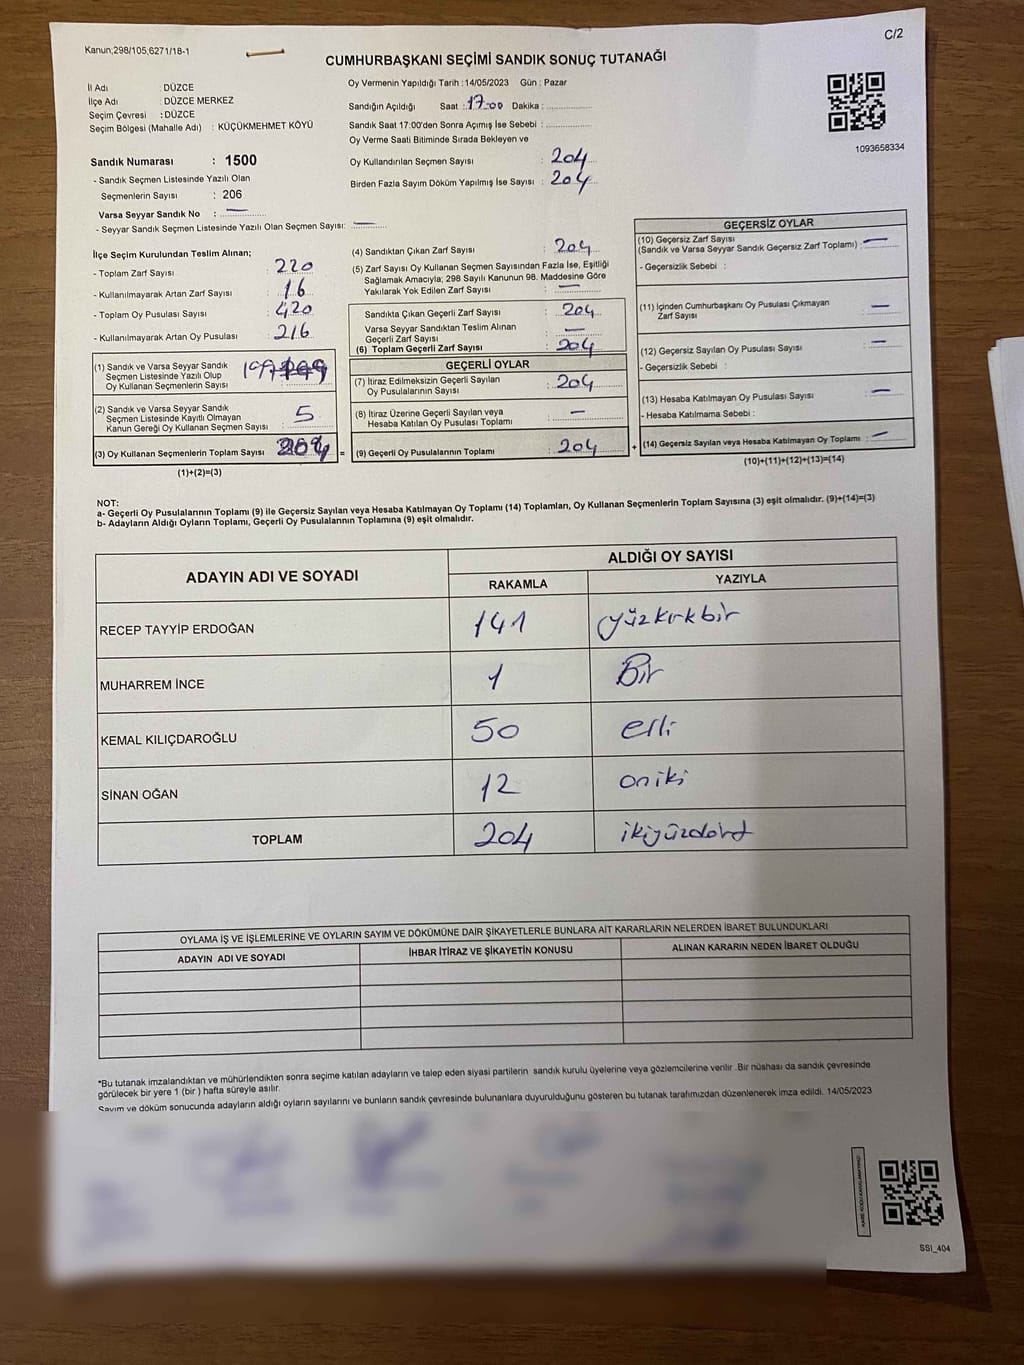 Kanun,298/105,6271/18-1
C/2
CUMHURBAŞKANI SEÇİMİ SANDIK SONUÇ TUTANAĞI
İl Adı : DÜZCE
İlçe Adı : DÜZCE MERKEZ
Seçim Çevresi : DÜZCE
Seçim Bölgesi (Mahalle Adı) : KÜÇÜKMEHMET KÖYÜ
Sandık Numarası : 1500
- Sandık Seçmen Listesinde Yazılı Olan
Seçmenlerin Sayısı : 206
Varsa Seyyar Sandık No : —
- Seyyar Sandık Seçmen Listesinde Yazılı Olan Seçmen Sayısı: —
Oy Vermenin Yapıldığı Tarih :14/05/2023 Gün : Pazar
Sandığın Açıldığı Saat : 17.00 Dakika :
Sandık Saat 17:00'den Sonra Açımış İse Sebebi :
Oy Verme Saati Bitiminde Sırada Bekleyen ve
Oy Kullandırılan Seçmen Sayısı : 204
Birden Fazla Sayım Döküm Yapılmış İse Sayısı : 204
1093658334
İlçe Seçim Kurulundan Teslim Alınan;
- Toplam Zarf Sayısı : 220
- Kullanılmayarak Artan Zarf Sayısı : 16
- Toplam Oy Pusulası Sayısı : 420
- Kullanılmayarak Artan Oy Pusulası : 216
(1) Sandık ve Varsa Seyyar Sandık
Seçmen Listesinde Yazılı Olup
Oy Kullanan Seçmenlerin Sayısı :
(2) Sandık ve Varsa Seyyar Sandık
Seçmen Listesinde Kayıtlı Olmayan
Kanun Gereği Oy Kullanan Seçmen Sayısı : 5
(3) Oy Kullanan Seçmenlerin Toplam Sayısı =
(1)+(2)=(3)
(4) Sandıktan Çıkan Zarf Sayısı : 204
(5) Zarf Sayısı Oy Kullanan Seçmen Sayısından Fazla İse, Eşitliği
Sağlamak Amacıyla; 298 Sayılı Kanunun 98. Maddesine Göre
Yakılarak Yok Edilen Zarf Sayısı : —
Sandıkta Çıkan Geçerli Zarf Sayısı : 204
Varsa Seyyar Sandıktan Teslim Alınan
Geçerli Zarf Sayısı : —
(6) Toplam Geçerli Zarf Sayısı : 204
GEÇERLİ OYLAR
(7) İtiraz Edilmeksizin Geçerli Sayılan
Oy Pusulalarının Sayısı : 204
(8) İtiraz Üzerine Geçerli Sayılan veya
Hesaba Katılan Oy Pusulası Toplamı : —
(9) Geçerli Oy Pusulalarının Toplamı : 204 +
GEÇERSİZ OYLAR
(10) Geçersiz Zarf Sayısı
(Sandık ve Varsa Seyyar Sandık Geçersiz Zarf Toplamı) : —
- Geçersizlik Sebebi :
(11) İçinden Cumhurbaşkanı Oy Pusulası Çıkmayan
Zarf Sayısı : —
(12) Geçersiz Sayılan Oy Pusulası Sayısı : —
- Geçersizlik Sebebi :
(13) Hesaba Katılmayan Oy Pusulası Sayısı : —
- Hesaba Katılmama Sebebi :
(14) Geçersiz Sayılan veya Hesaba Katılmayan Oy Toplamı : —
(10)+(11)+(12)+(13)=(14)
NOT:
a- Geçerli Oy Pusulalarının Toplamı (9) ile Geçersiz Sayılan veya Hesaba Katılmayan Oy Toplamı (14) Toplamları, Oy Kullanan Seçmenlerin Toplam Sayısına (3) eşit olmalıdır. (9)+(14)=(3)
b- Adayların Aldığı Oyların Toplamı, Geçerli Oy Pusulalarının Toplamına (9) eşit olmalıdır.
ADAYIN ADI VE SOYADI ALDIĞI OY SAYISI
RAKAMLA YAZIYLA
RECEP TAYYİP ERDOĞAN 141 yüzkırkbir
MUHARREM İNCE 1 Bir
KEMAL KILIÇDAROĞLU 50 elli
SİNAN OĞAN 12 oniki
TOPLAM 204 ikiyüzdört
OYLAMA İŞ VE İŞLEMLERİNE VE OYLARIN SAYIM VE DÖKÜMÜNE DAİR ŞİKAYETLERLE BUNLARA AİT KARARLARIN NELERDEN İBARET BULUNDUKLARI
ADAYIN ADI VE SOYADI İHBAR İTİRAZ VE ŞİKAYETİN KONUSU ALINAN KARARIN NEDEN İBARET OLDUĞU
*Bu tutanak imzalandıktan ve mühürlendikten sonra seçime katılan adayların ve talep eden siyasi partilerin sandık kurulu üyelerine veya gözlemcilerine verilir .Bir nüshası da sandık çevresinde
görülecek bir yere 1 (bir ) hafta süreyle asılır.
Sayım ve döküm sonucunda adayların aldığı oyların sayılarını ve bunların sandık çevresinde bulunanlara duyurulduğunu gösteren bu tutanak tarafımızdan düzenlenerek imza edildi. 14/05/2023
SSI_404